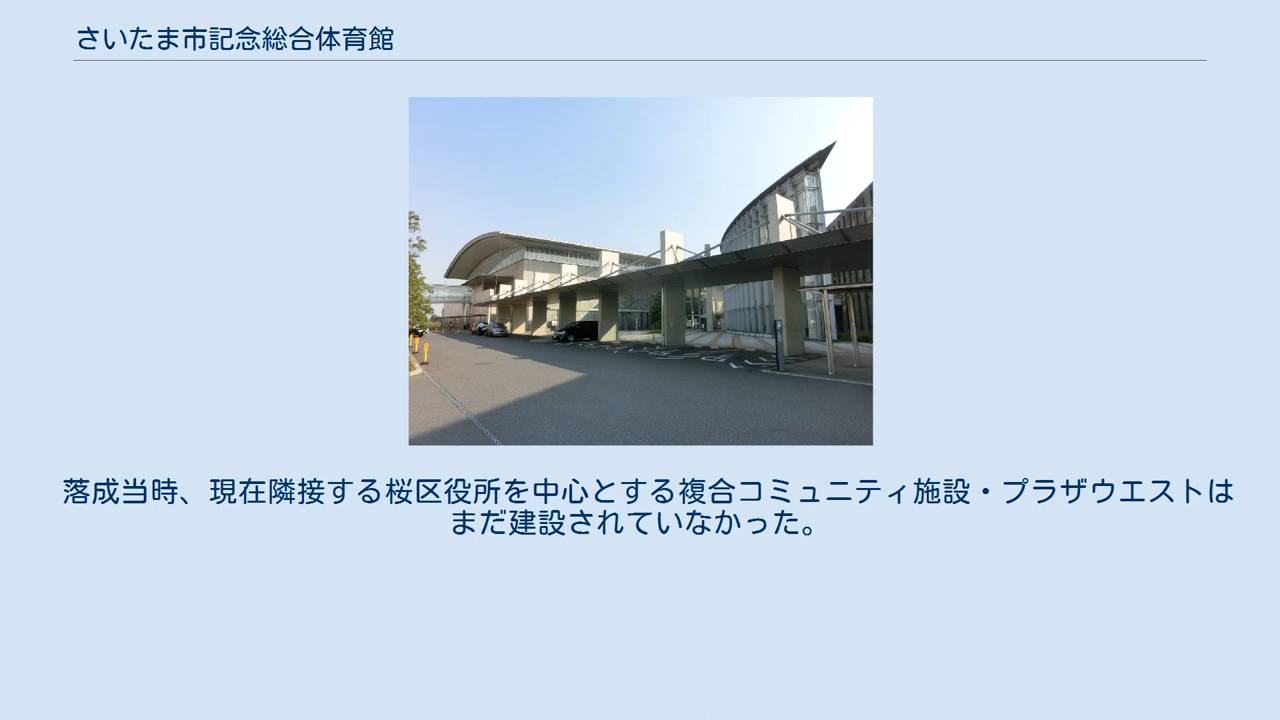 さいたま市記念総合体育館
落成当時、現在隣接する桜区役所を中心とする複合コミュニティ施設・プラザウエストは
まだ建設されていなかった。